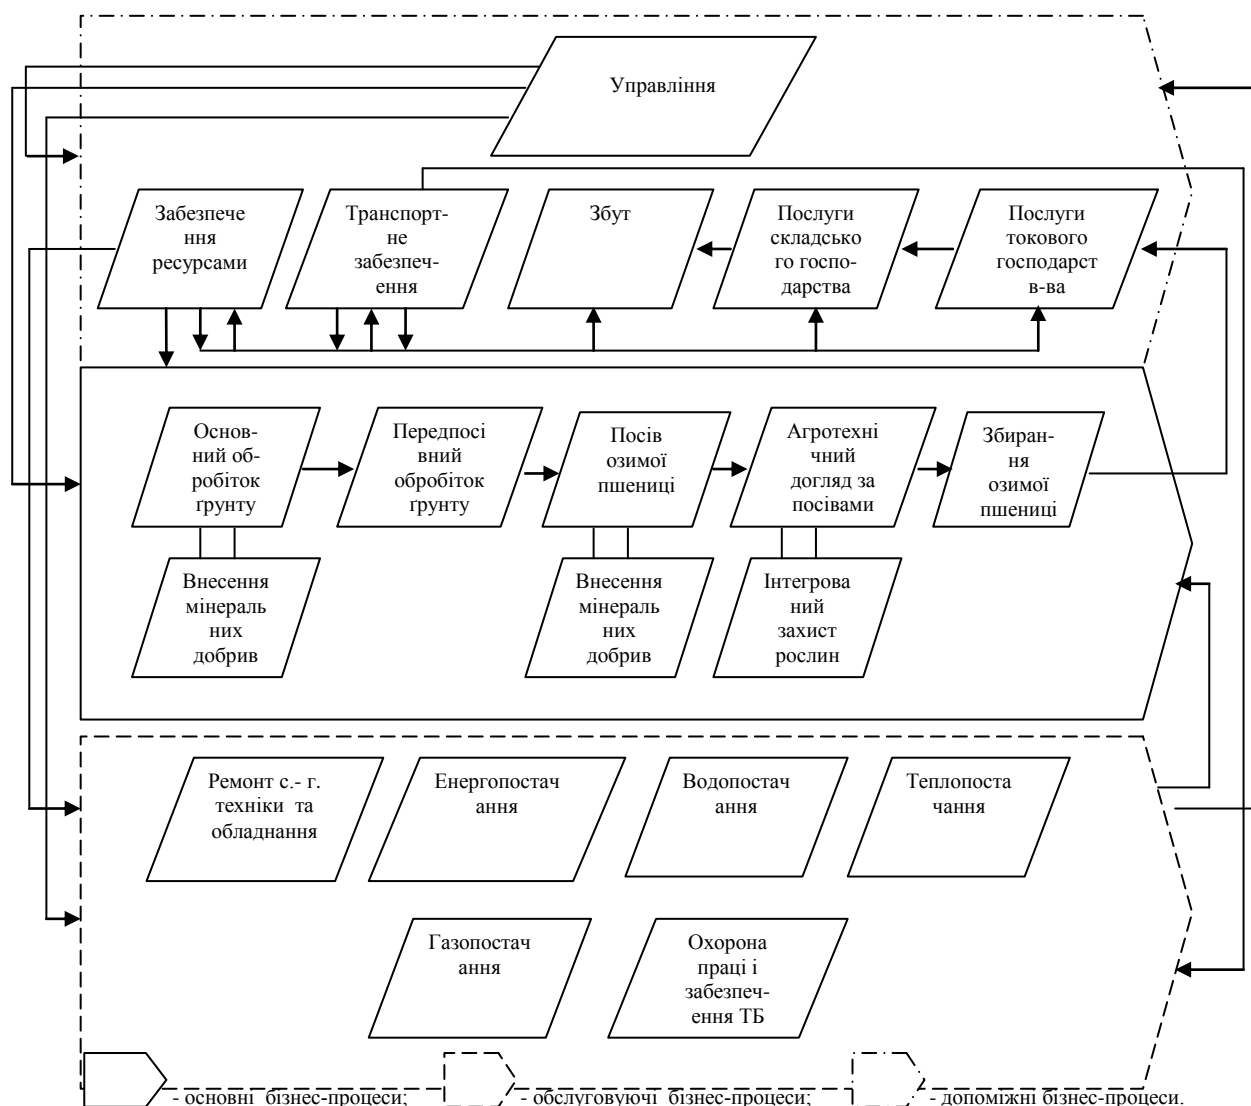 Управління
Забезпече
ння
ресурсами
Транспорт-
не
забезпеч-
ення
Збут
Послуги
складсько
го госпо-
дарства
Послуги
токового
господарст
в-ва
Основ-
ний об-
робіток
ґрунту
Передпосі
вний
обробіток
ґрунту
Посів
озимої
пшениці
Агротехні
чний
догляд за
посівами
Збиран-
ня
озимої
пшениці
Внесення
мінераль
них
добрив
Внесення
мінераль
них
добрив
Інтегрова
ний
захист
рослин
Ремонт с.- г.
техніки та
обладнання
Енергопостач
ання
Водопостач
ання
Теплопоста
чання
Газопостач
ання
Охорона
праці і
забезпеч-
ення ТБ
- основні бізнес-процеси; - обслуговуючі бізнес-процеси; - допоміжні бізнес-процеси.